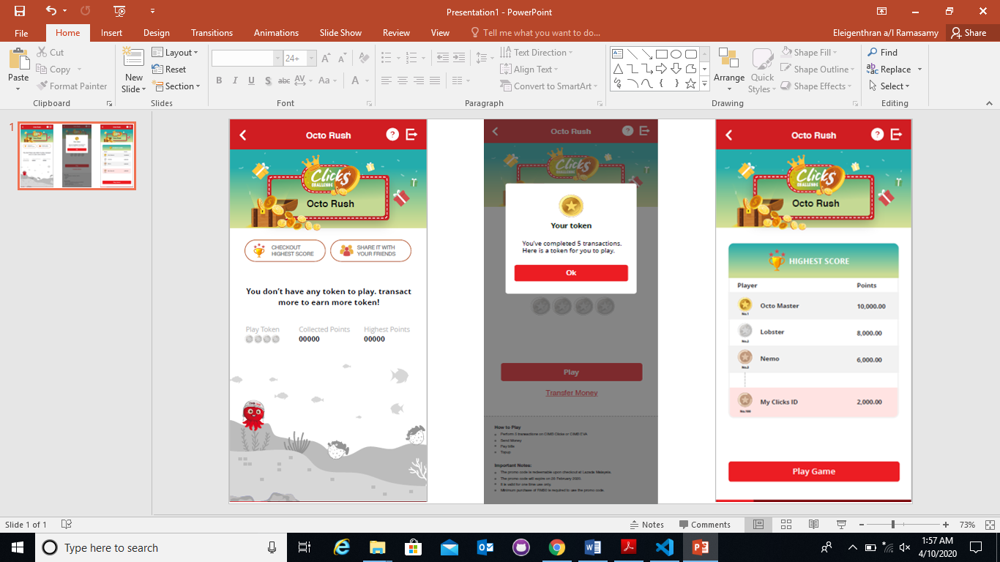 Presentation1 - PowerPoint
File Home Insert Design Transitions Animations Slide Show Review View Tell me what you want to do... Eleigenthran a/l Ramasamy Share
Paste
Cut
Copy
Format Painter
Clipboard
New Slide
Layout
Reset
Section
Slides
24+
B I U S abc AV Aa A
Font
Text Direction
Align Text
Convert to SmartArt
Paragraph
Arrange
Quick Styles
Shape Fill
Shape Outline
Shape Effects
Drawing
Find
Replace
Select
Editing
1
Octo Rush
Clicks
CHALLENGE
Octo Rush
CHECKOUT
HIGHEST SCORE
SHARE IT WITH
YOUR FRIENDS
You don't have any token to play. transact
more to earn more token!
Play Token Collected Points Highest Points
00000 00000
Octo Rush
Your token
You've completed 5 transactions.
Here is a token for you to play.
Ok
Play
Transfer Money
How to Play
Perform 3 transactions on CIMB Clicks or CIMB EVA
Send Money
Pay bills
Topup
Important Notes:
The promo code is redeemable upon checkout at Lazada Malaysia.
The promo code will expire on 28 February 2020.
It is valid for one time use only.
Minimum purchase of is required to use the promo code.
Octo Rush
Clicks
CHALLENGE
Octo Rush
HIGHEST SCORE
Player Points
No.1 Octo Master 10,000.00
No.2 Lobster 8,000.00
No.3 Nemo 6,000.00
No.100 My Clicks ID 2,000.00
Play Game
Slide 1 of 1
Notes Comments 73%
Type here to search
1:57 AM
4/10/2020